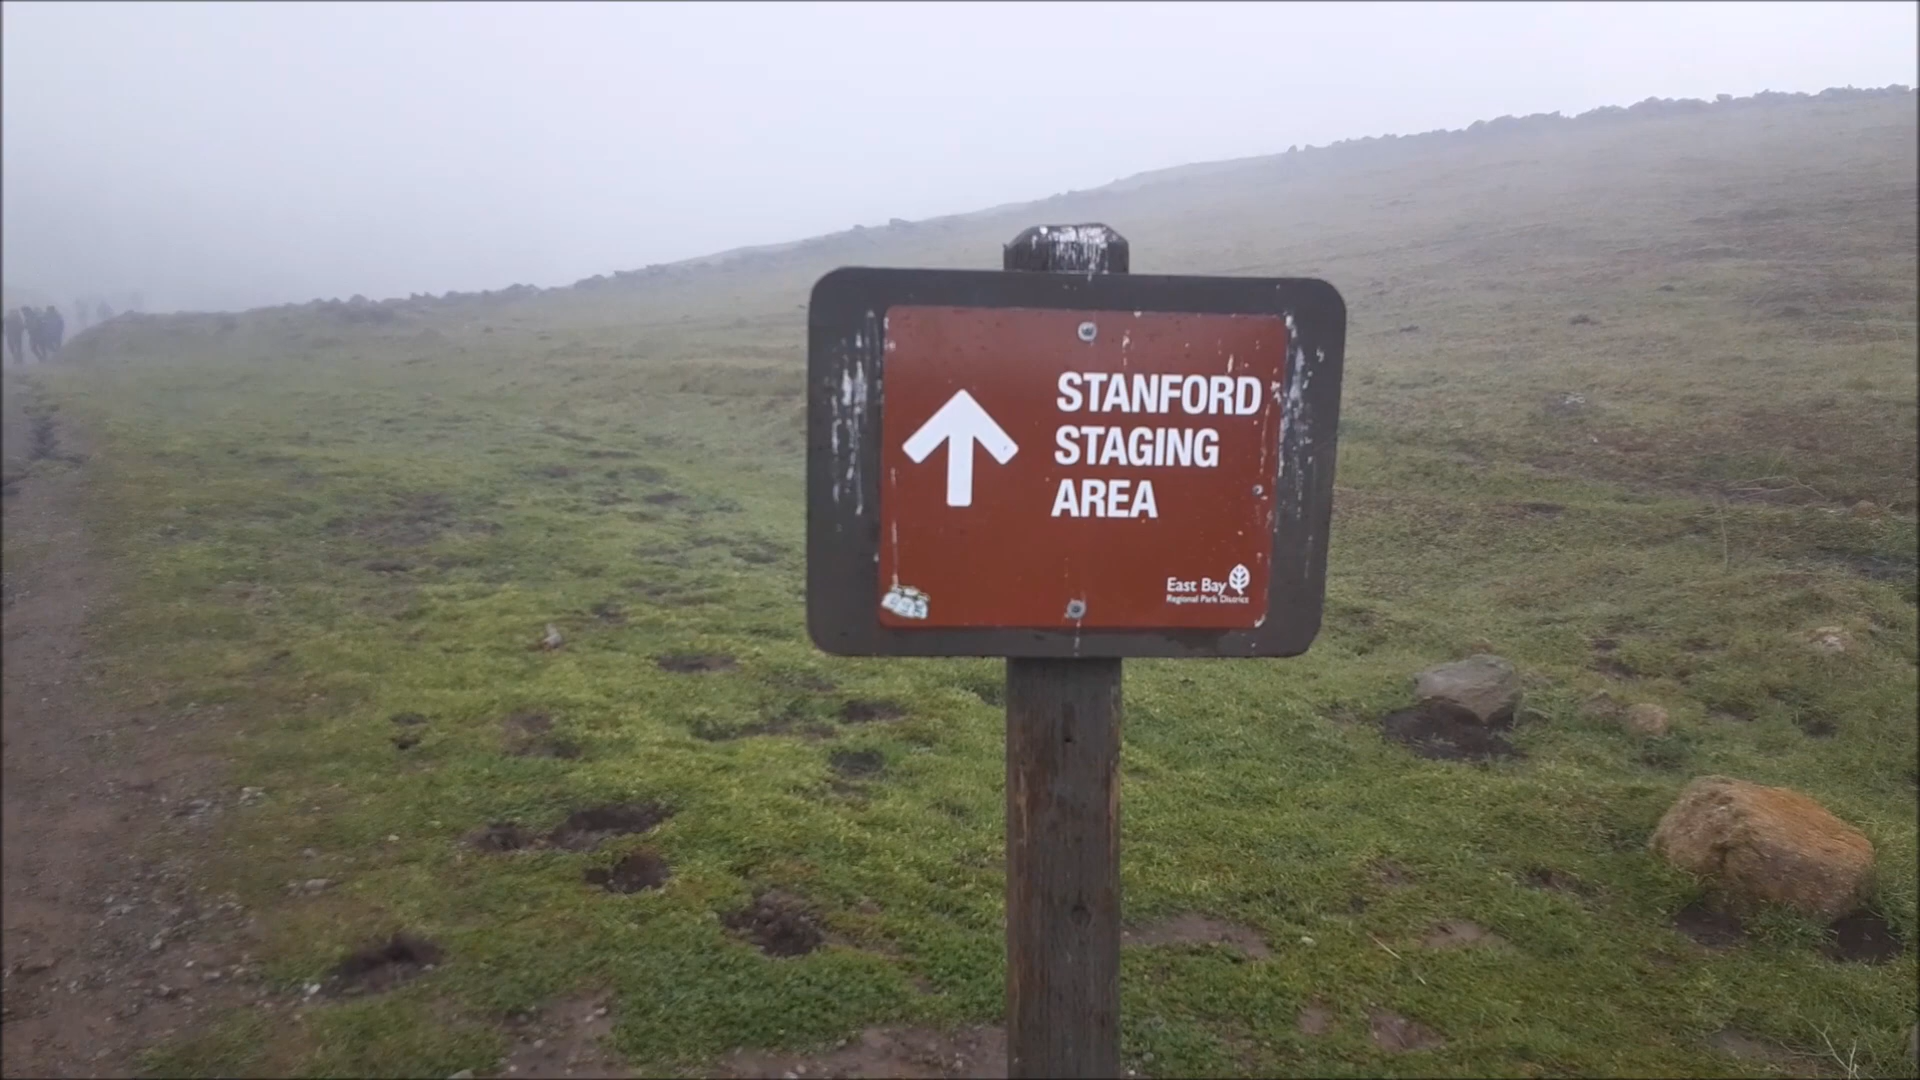 STANFORD
STAGING
AREA
East Bay
Regional Park District